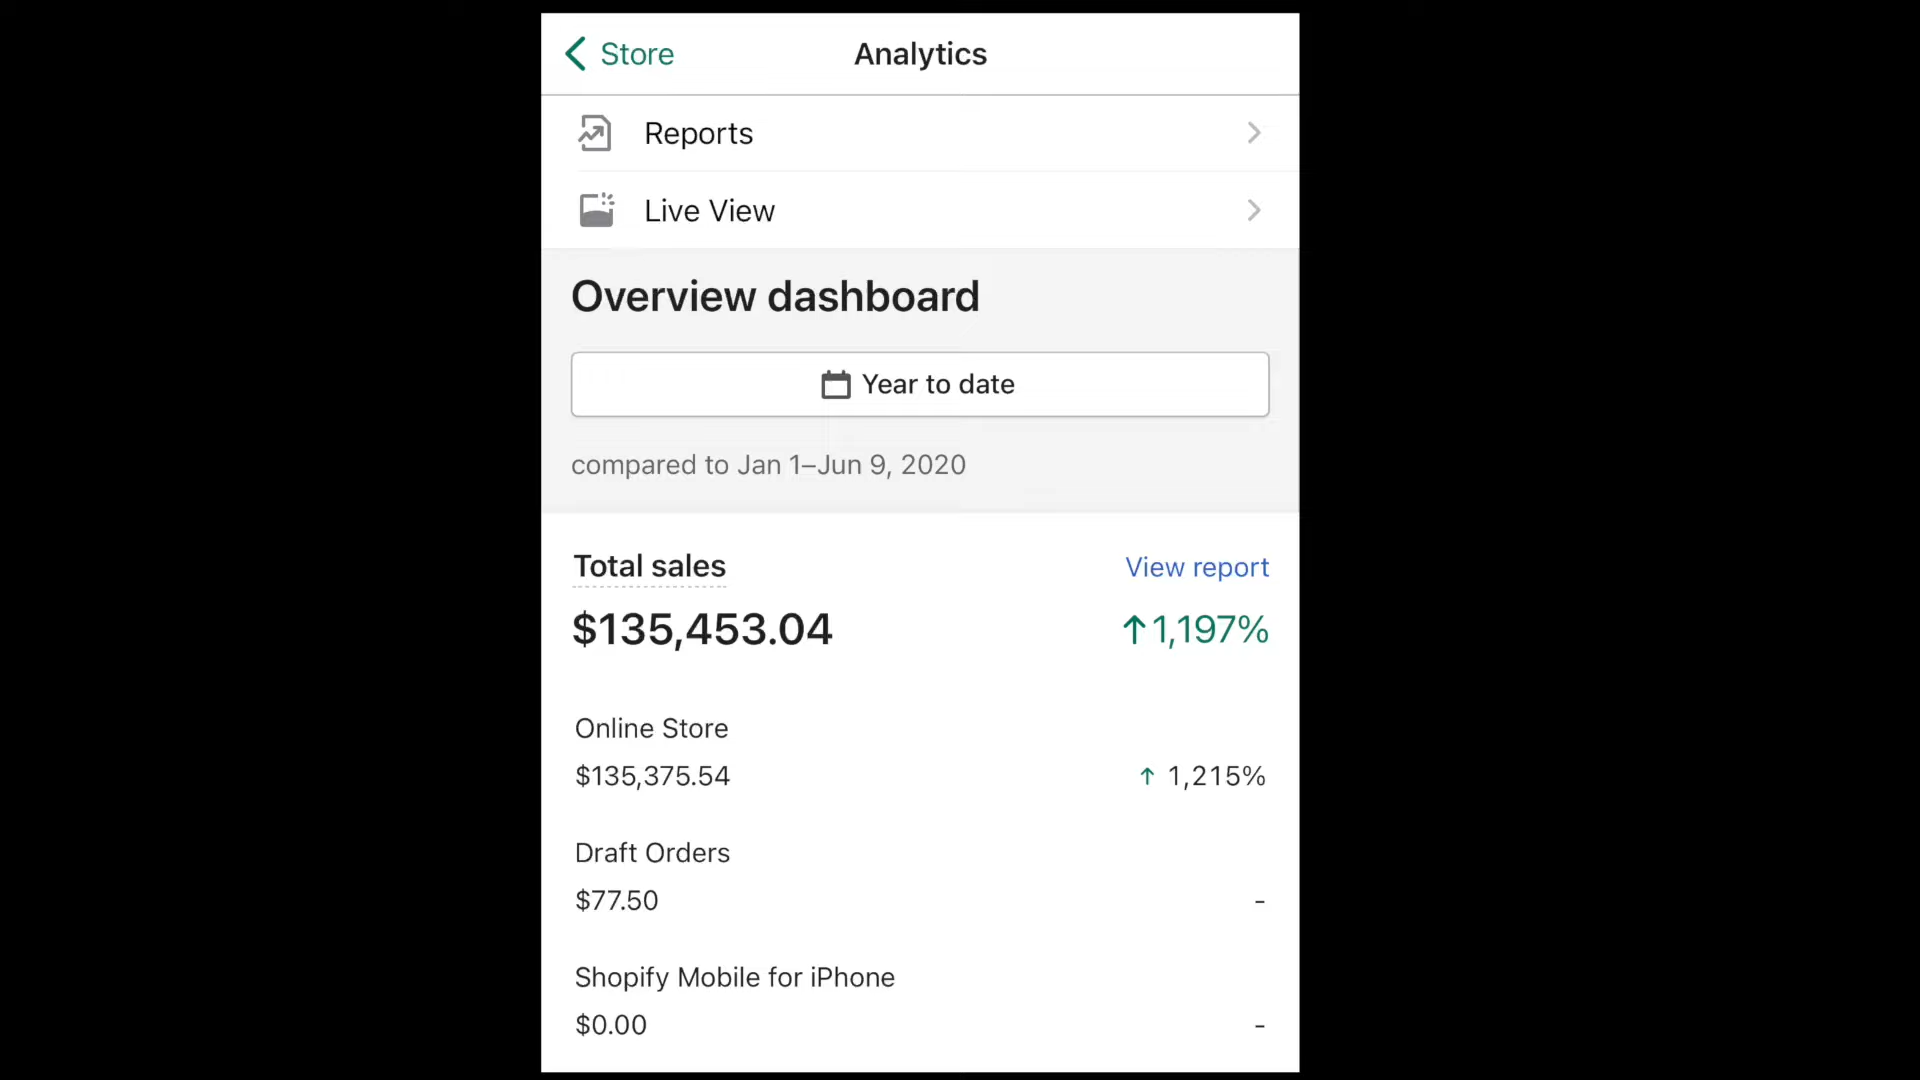 Store
Analytics
Reports
Live View
Overview dashboard
Year to date
compared to Jan 1–Jun 9, 2020
Total sales
View report
$135,453.04
↑1,197%
Online Store
$135,375.54
↑ 1,215%
Draft Orders
$77.50
-
Shopify Mobile for iPhone
$0.00
-